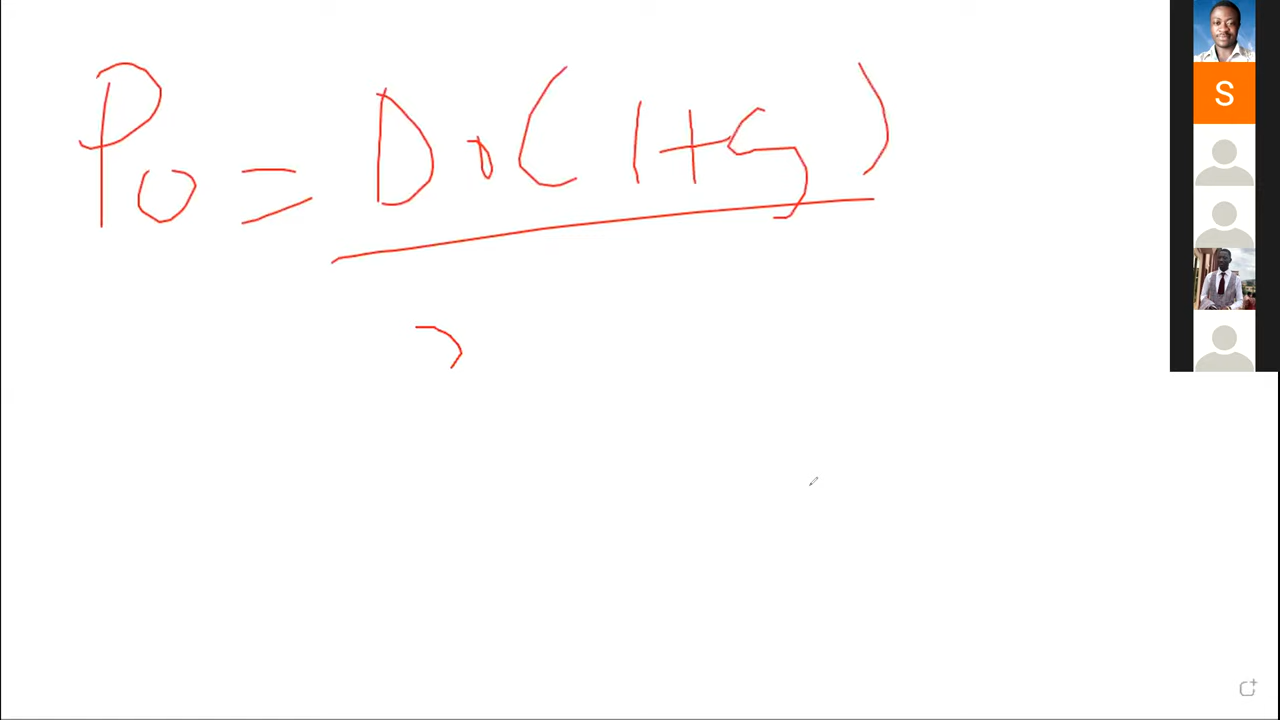 P0 = D0(1+g)
S